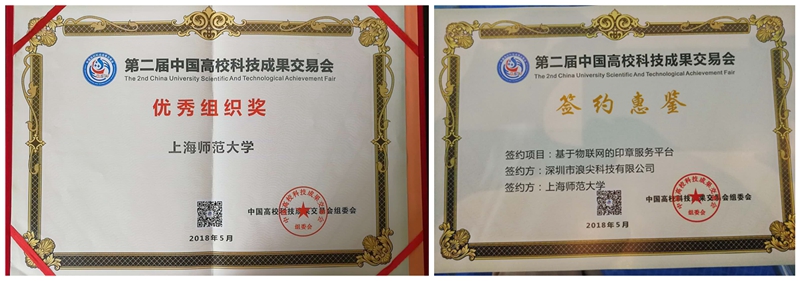 第二届中国高校科技成果交易会
The 2nd China University Scientific And Technological Achievement Fair
优秀组织奖
上海师范大学
中国高校科技成果交易会组委会
组委会
2018年5月
第二届中国高校科技成果交易会
The 2nd China University Scientific And Technological Achievement Fair
签约惠鉴
签约项目：基于物联网的印章服务平台
签约方：深圳市浪尖科技有限公司
签约方：上海师范大学
中国高校科技成果交易会组委会
组委会
2018年5月